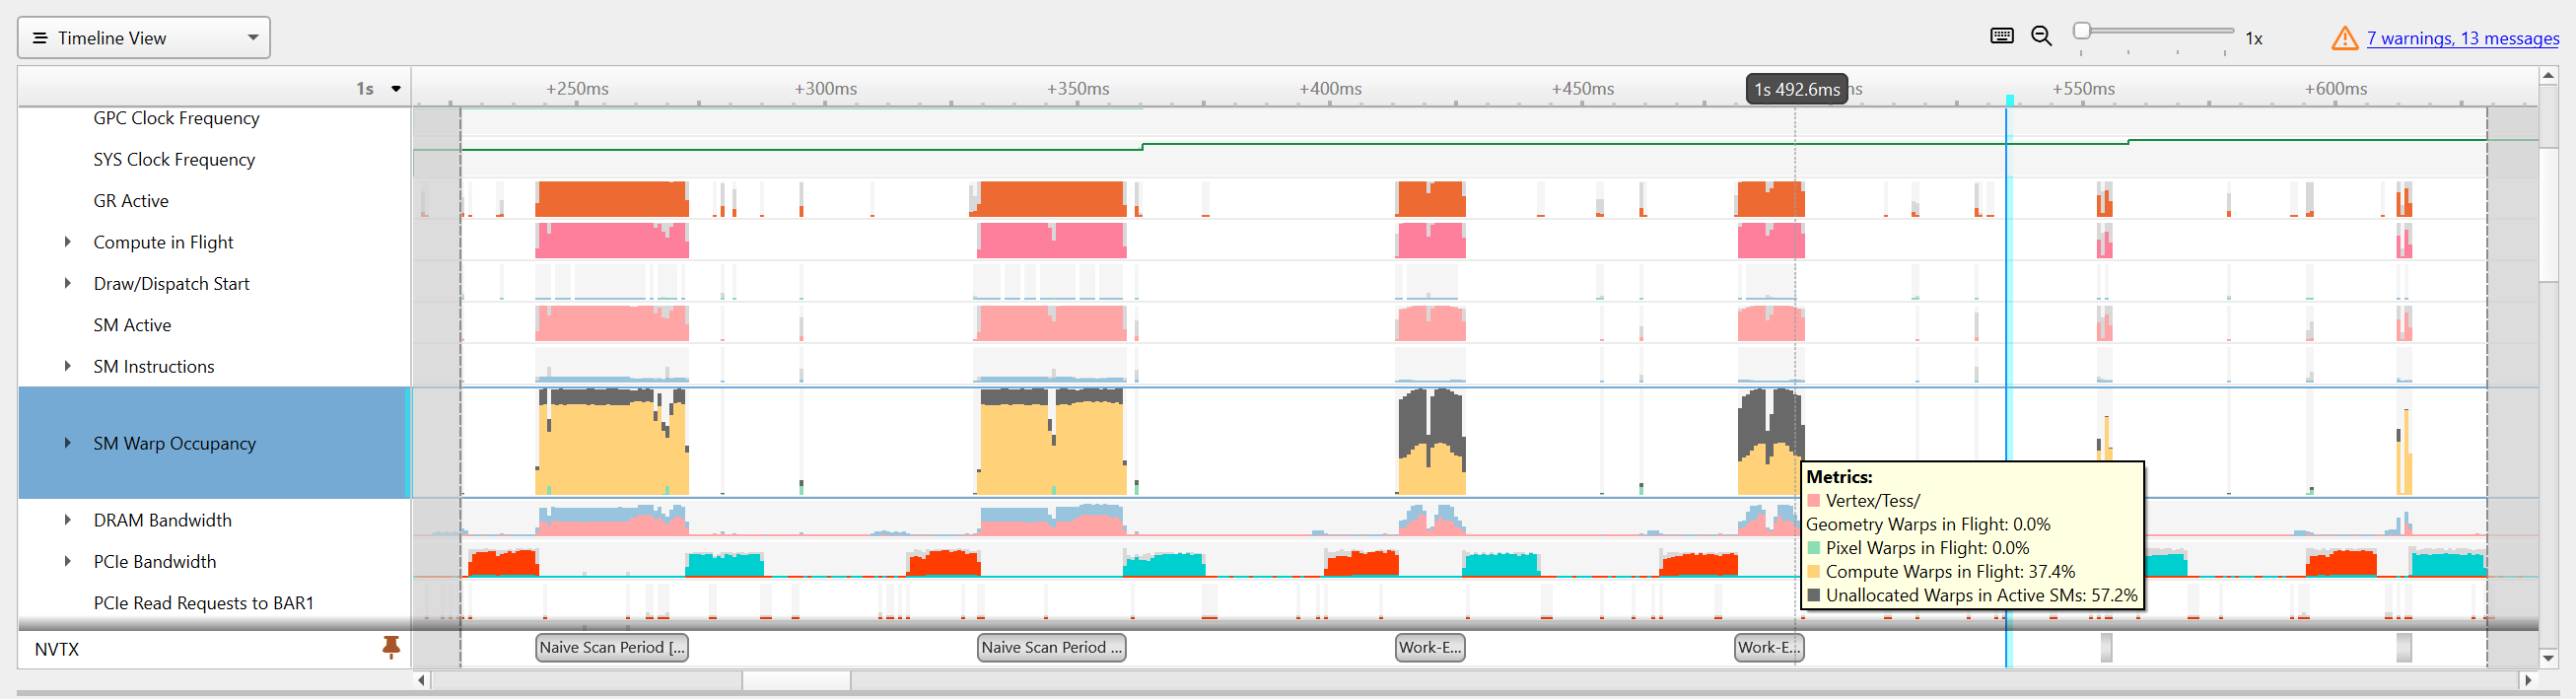 Timeline View
1x
7 warnings, 13 messages
1s
+250ms
+300ms
+350ms
+400ms
+450ms
1s 492.6ms
ms
+550ms
+600ms
GPC Clock Frequency
SYS Clock Frequency
GR Active
Compute in Flight
Draw/Dispatch Start
SM Active
SM Instructions
SM Warp Occupancy
DRAM Bandwidth
PCIe Bandwidth
PCIe Read Requests to BAR1
Metrics:
Vertex/Tess/
Geometry Warps in Flight: 0.0%
Pixel Warps in Flight: 0.0%
Compute Warps in Flight: 37.4%
Unallocated Warps in Active SMs: 57.2%
NVTX
Naive Scan Period [...
Naive Scan Period ...
Work-E...
Work-E...